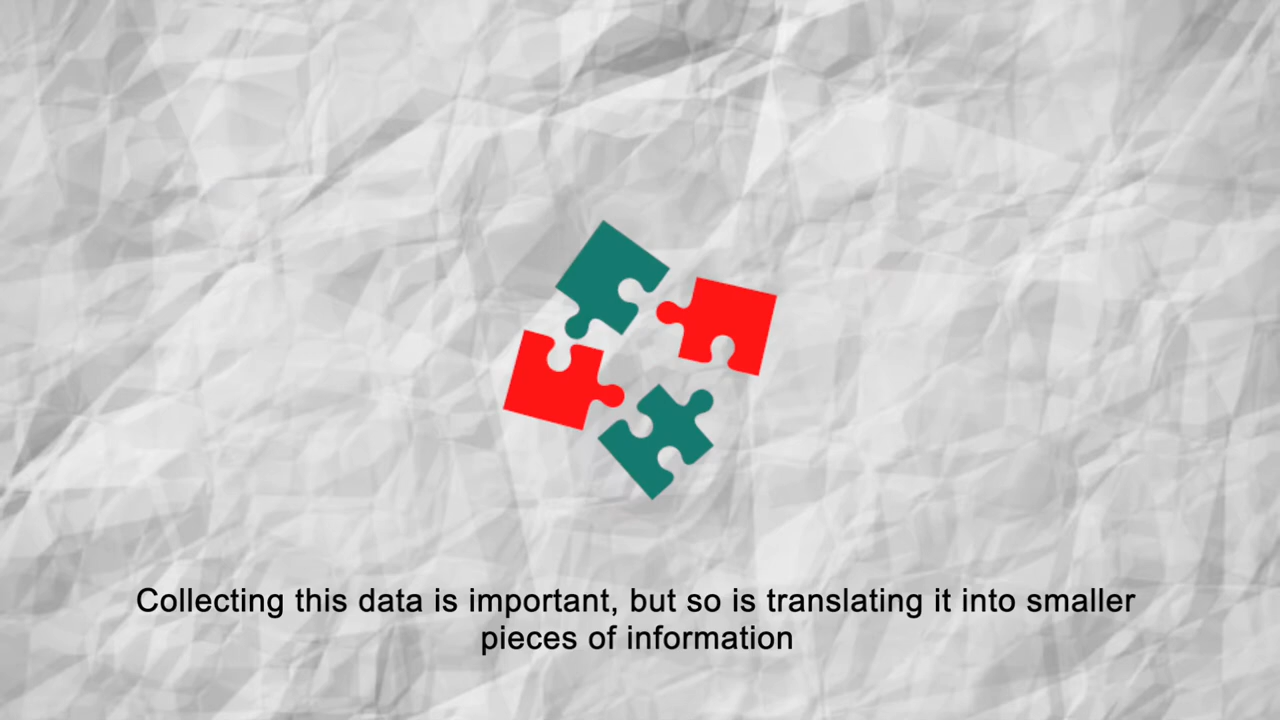 Collecting this data is important, but so is translating it into smaller
pieces of information